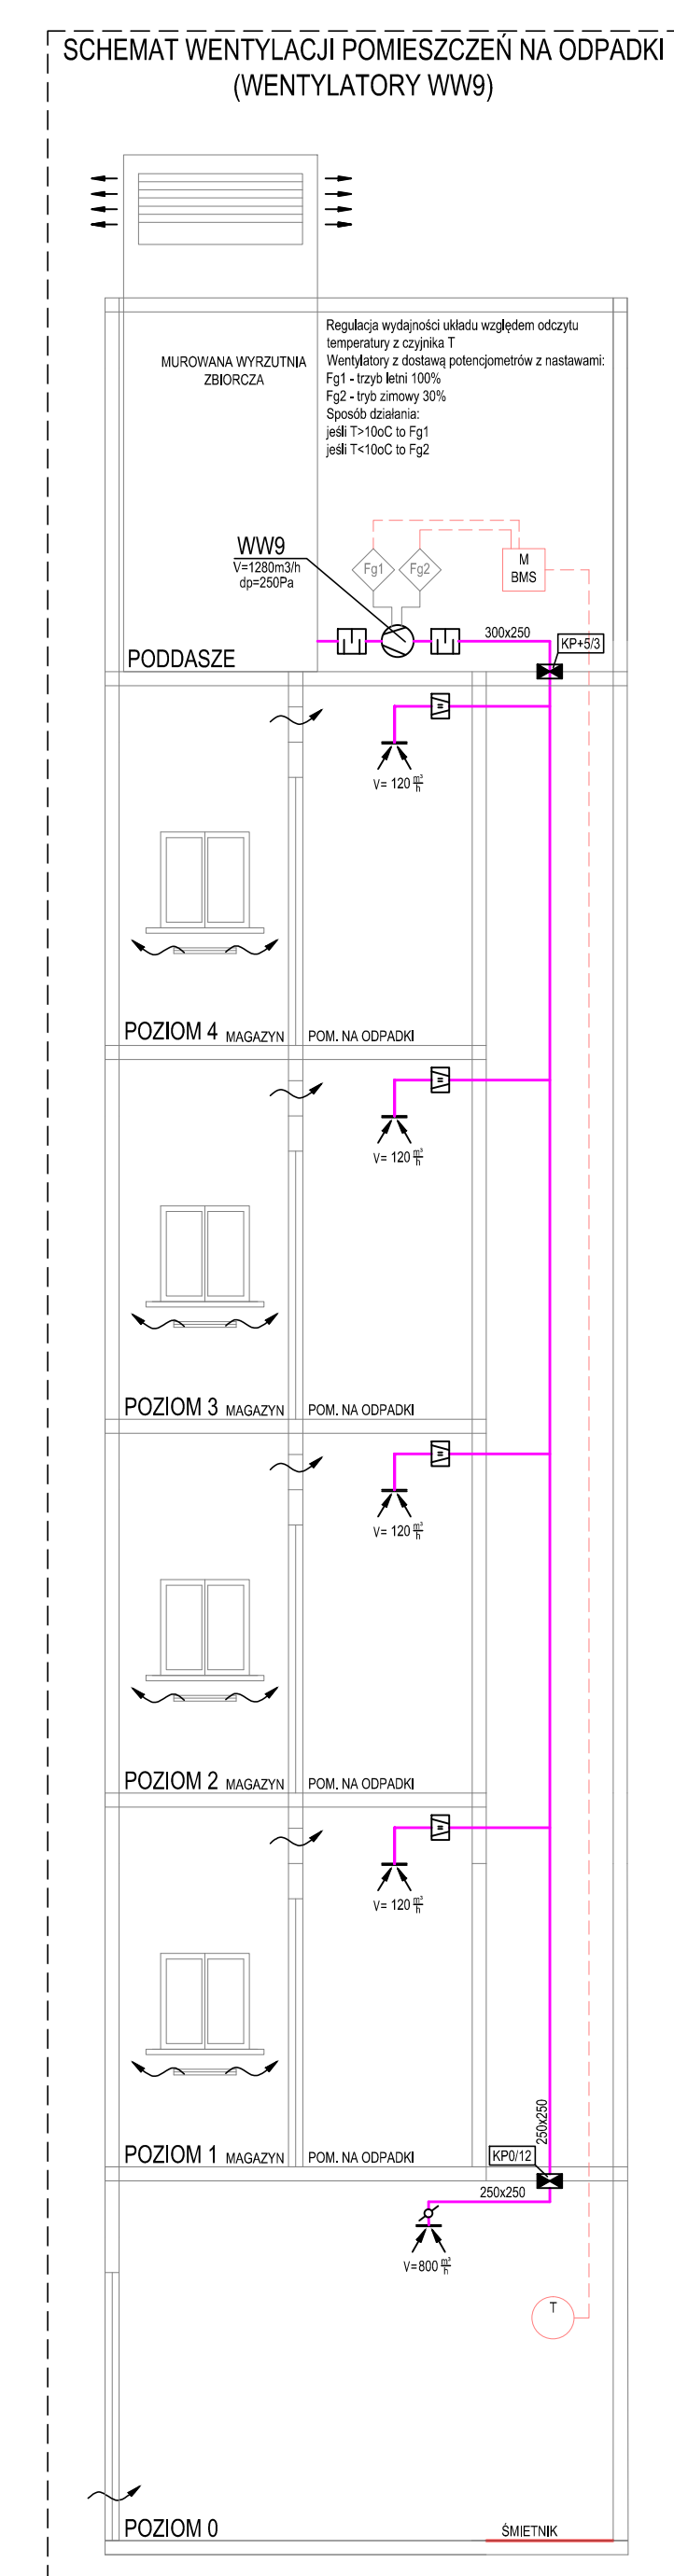 SCHEMAT WENTYLACJI POMIESZCZEŃ NA ODPADKI
(WENTYLATORY WW9)
MUROWANA WYRZUTNIA
ZBIORCZA
Regulacja wydajności układu względem odczytu
temperatury z czyjnika T
Wentylatory z dostawą potencjometrów z nastawami:
Fg1 - trzyb letni 100%
Fg2 - tryb zimowy 30%
Sposób działania:
jeśli T>10oC to Fg1
jeśli T<10oC to Fg2
WW9
V=1280m3/h
dp=250Pa
Fg1
Fg2
M
BMS
300x250
KP+5/3
PODDASZE
V= 120 m³/h
POZIOM 4 MAGAZYN POM. NA ODPADKI
V= 120 m³/h
POZIOM 3 MAGAZYN POM. NA ODPADKI
V= 120 m³/h
POZIOM 2 MAGAZYN POM. NA ODPADKI
V= 120 m³/h
250x250
POZIOM 1 MAGAZYN POM. NA ODPADKI
KP0/12
250x250
V=800 m³/h
T
POZIOM 0
ŚMIETNIK